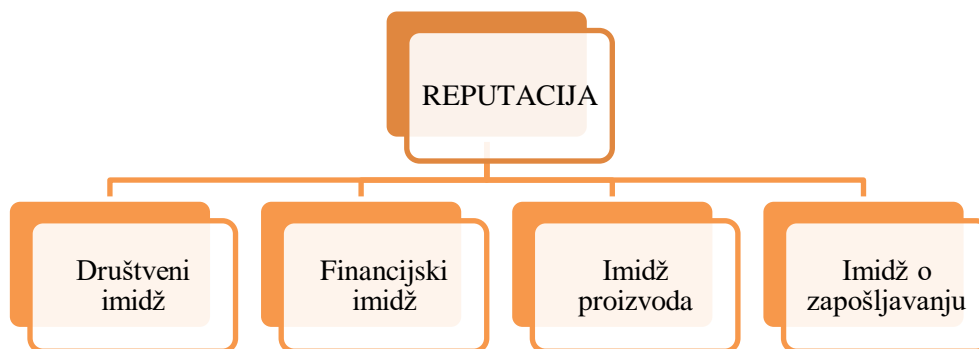 REPUTACIJA
Društveni
imidž
Financijski
imidž
Imidž
proizvoda
Imidž o
zapošljavanju